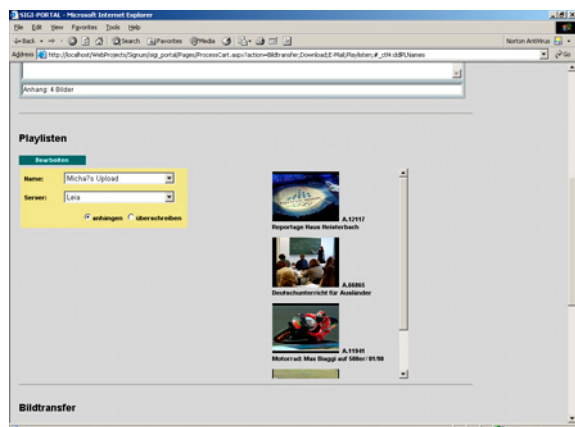 SIGI-PORTAL - Microsoft Internet Explorer
File Edit View Favorites Tools Help
Back Search Favorites Media
Norton AntiVirus
Address http://localhost/WebProjects/Signum/sigi_portal/Pages/ProcessCart.aspx?action=Bildtransfer;Download;E-Mail;Playlisten;#_ctl4:ddlPLNames Go
Anhang: 4 Bilder
Playlisten
Bearbeiten
Name: Micha?s Upload
Server: Leia
anhängen überschreiben
A.12117
Reportage Haus Heisterbach
A.66865
Deutschunterricht für Ausländer
A.11941
Motorrad: Max Biaggi auf 500er/ 01/98
Bildtransfer